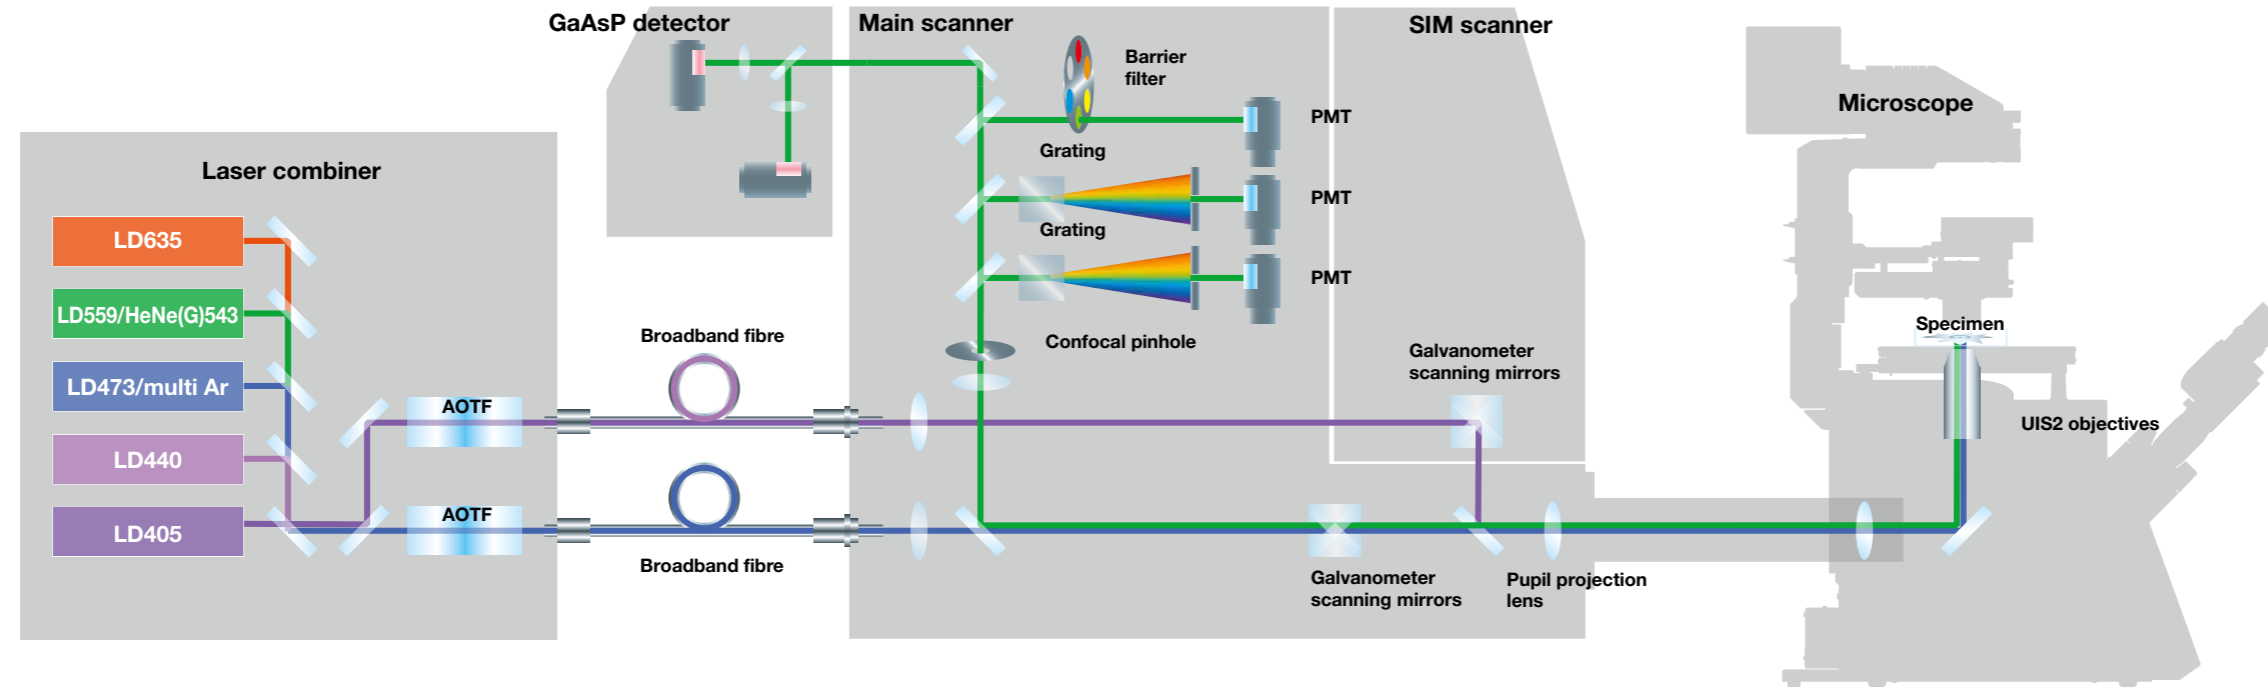 GaAsP detector
Main scanner
SIM scanner
Barrier
filter
Microscope
PMT
Grating
Laser combiner
PMT
Grating
LD635
PMT
LD559/HeNe(G)543
Specimen
Broadband fibre
Confocal pinhole
Galvanometer
scanning mirrors
LD473/multi Ar
AOTF
UIS2 objectives
LD440
AOTF
LD405
Broadband fibre
Galvanometer
scanning mirrors
Pupil projection
lens